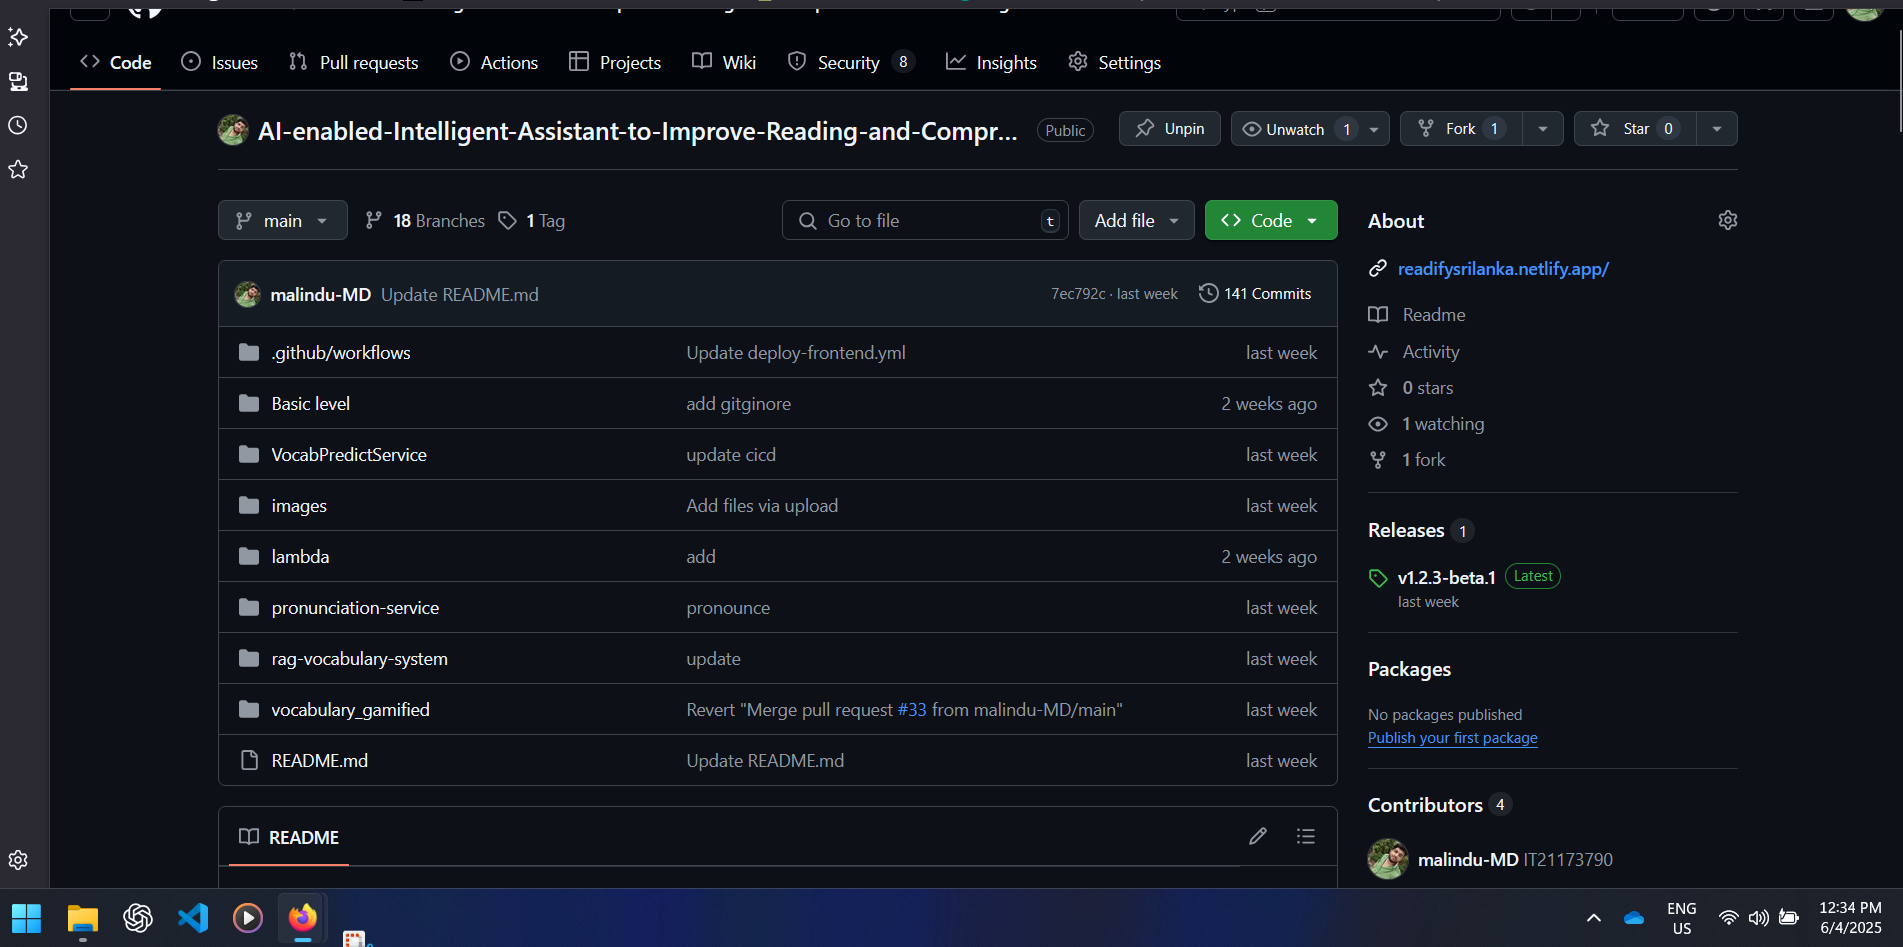 Code
Issues
Pull requests
Actions
Projects
Wiki
Security 8
Insights
Settings
AI-enabled-Intelligent-Assistant-to-Improve-Reading-and-Compr...
Public
Unpin
Unwatch 1
Fork 1
Star 0
main
18 Branches
1 Tag
Go to file
t
Add file
Code
malindu-MD Update README.md
7ec792c · last week
141 Commits
.github/workflows Update deploy-frontend.yml last week
Basic level add gitginore 2 weeks ago
VocabPredictService update cicd last week
images Add files via upload last week
lambda add 2 weeks ago
pronunciation-service pronounce last week
rag-vocabulary-system update last week
vocabulary_gamified Revert "Merge pull request #33 from malindu-MD/main" last week
README.md Update README.md last week
README
About
readifysrilanka.netlify.app/
Readme
Activity
0 stars
1 watching
1 fork
Releases 1
v1.2.3-beta.1 Latest
last week
Packages
No packages published
Publish your first package
Contributors 4
malindu-MD IT21173790
ENG
US
12:34 PM
6/4/2025